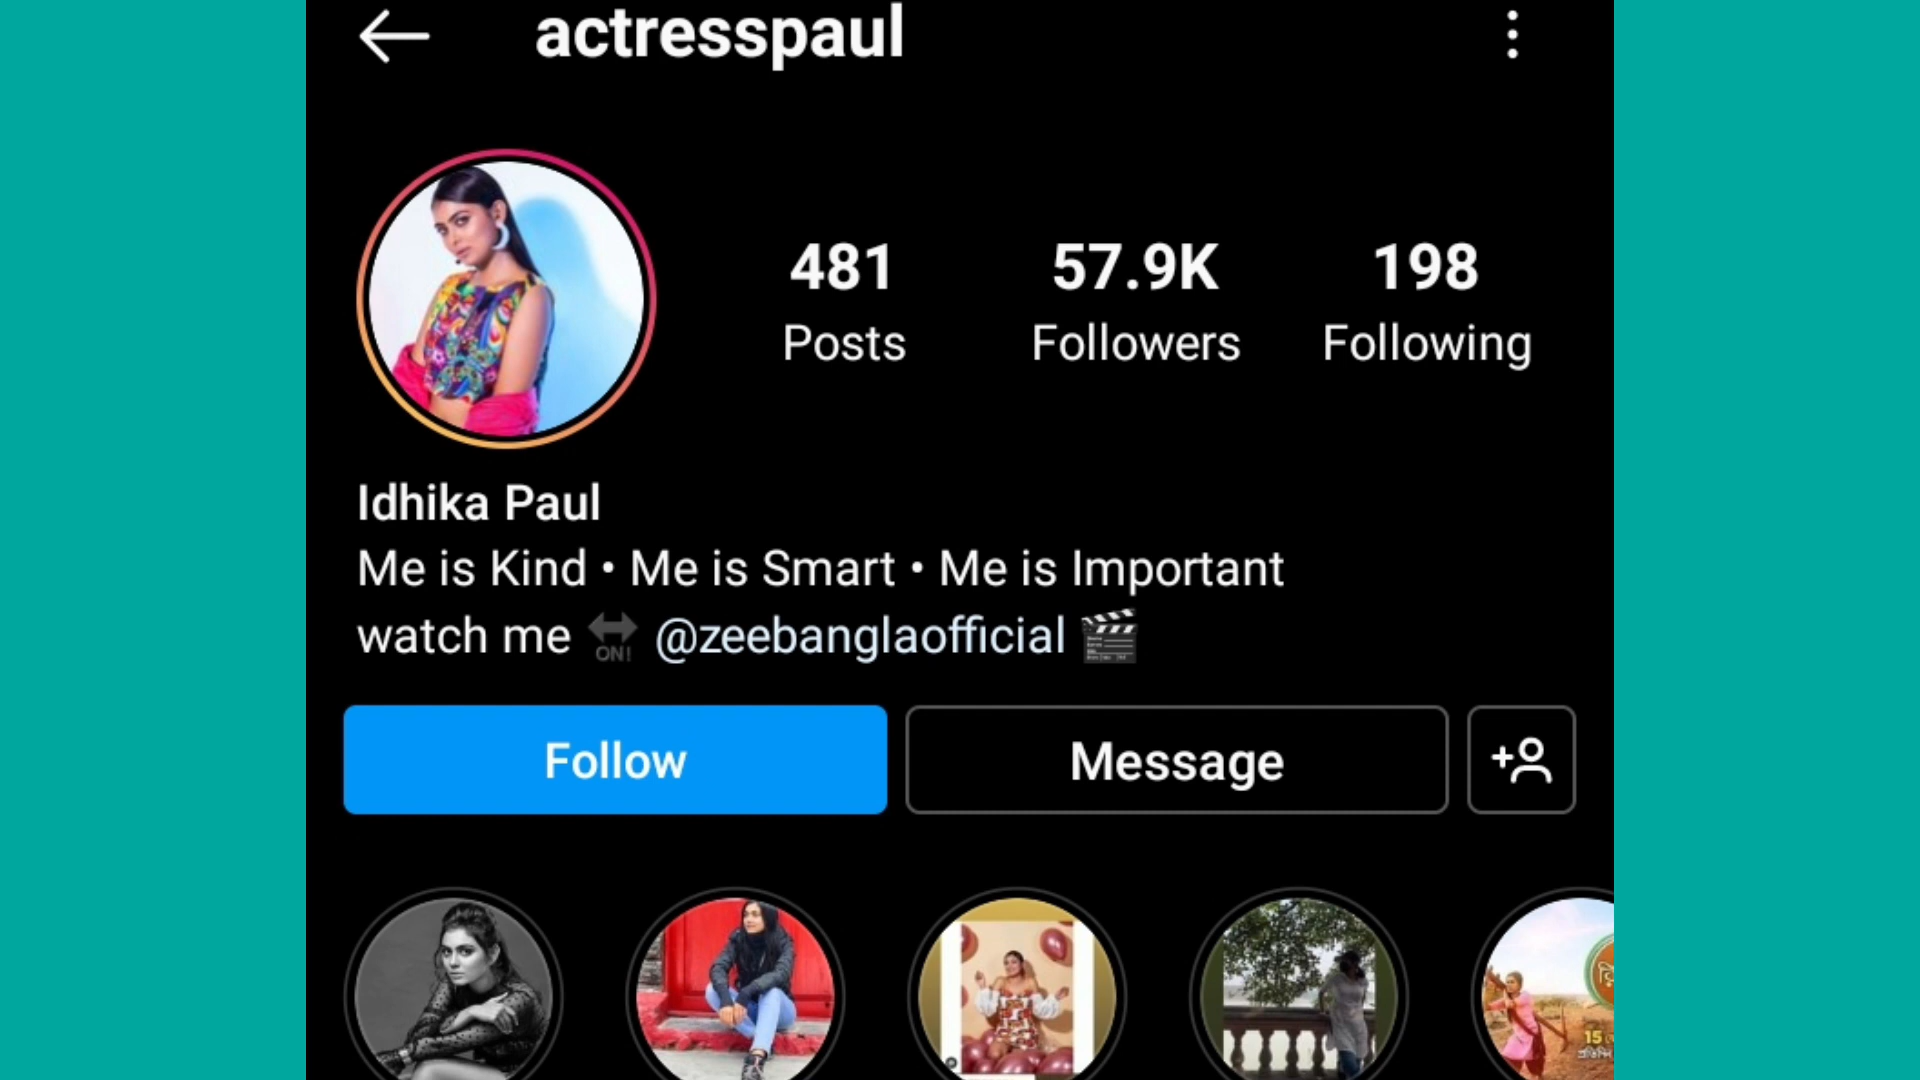 actresspaul
481
Posts
57.9K
Followers
198
Following
Idhika Paul
Me is Kind • Me is Smart • Me is Important
watch me ON! @zeebanglaofficial
Follow
Message
15